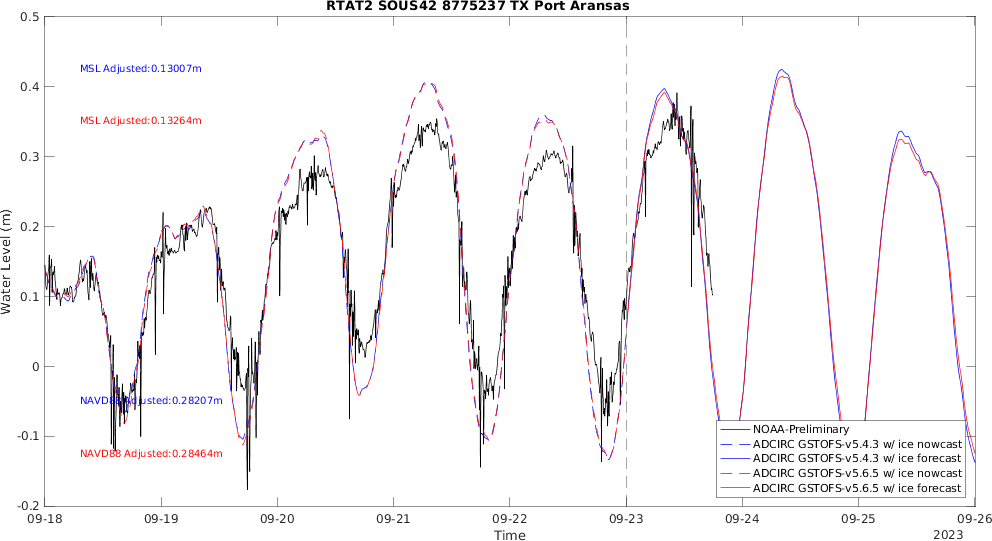 RTAT2 SOUS42 8775237 TX Port Aransas
0.5
0.4
0.3
0.2
0.1
0
-0.1
-0.2
Water Level (m)
MSL Adjusted:0.13007m
MSL Adjusted:0.13264m
NAVD88 Adjusted:0.28207m
NAVD88 Adjusted:0.28464m
NOAA-Preliminary
ADCIRC GSTOFS-v5.4.3 w/ ice nowcast
ADCIRC GSTOFS-v5.4.3 w/ ice forecast
ADCIRC GSTOFS-v5.6.5 w/ ice nowcast
ADCIRC GSTOFS-v5.6.5 w/ ice forecast
09-18 09-19 09-20 09-21 09-22 09-23 09-24 09-25 09-26
Time
2023